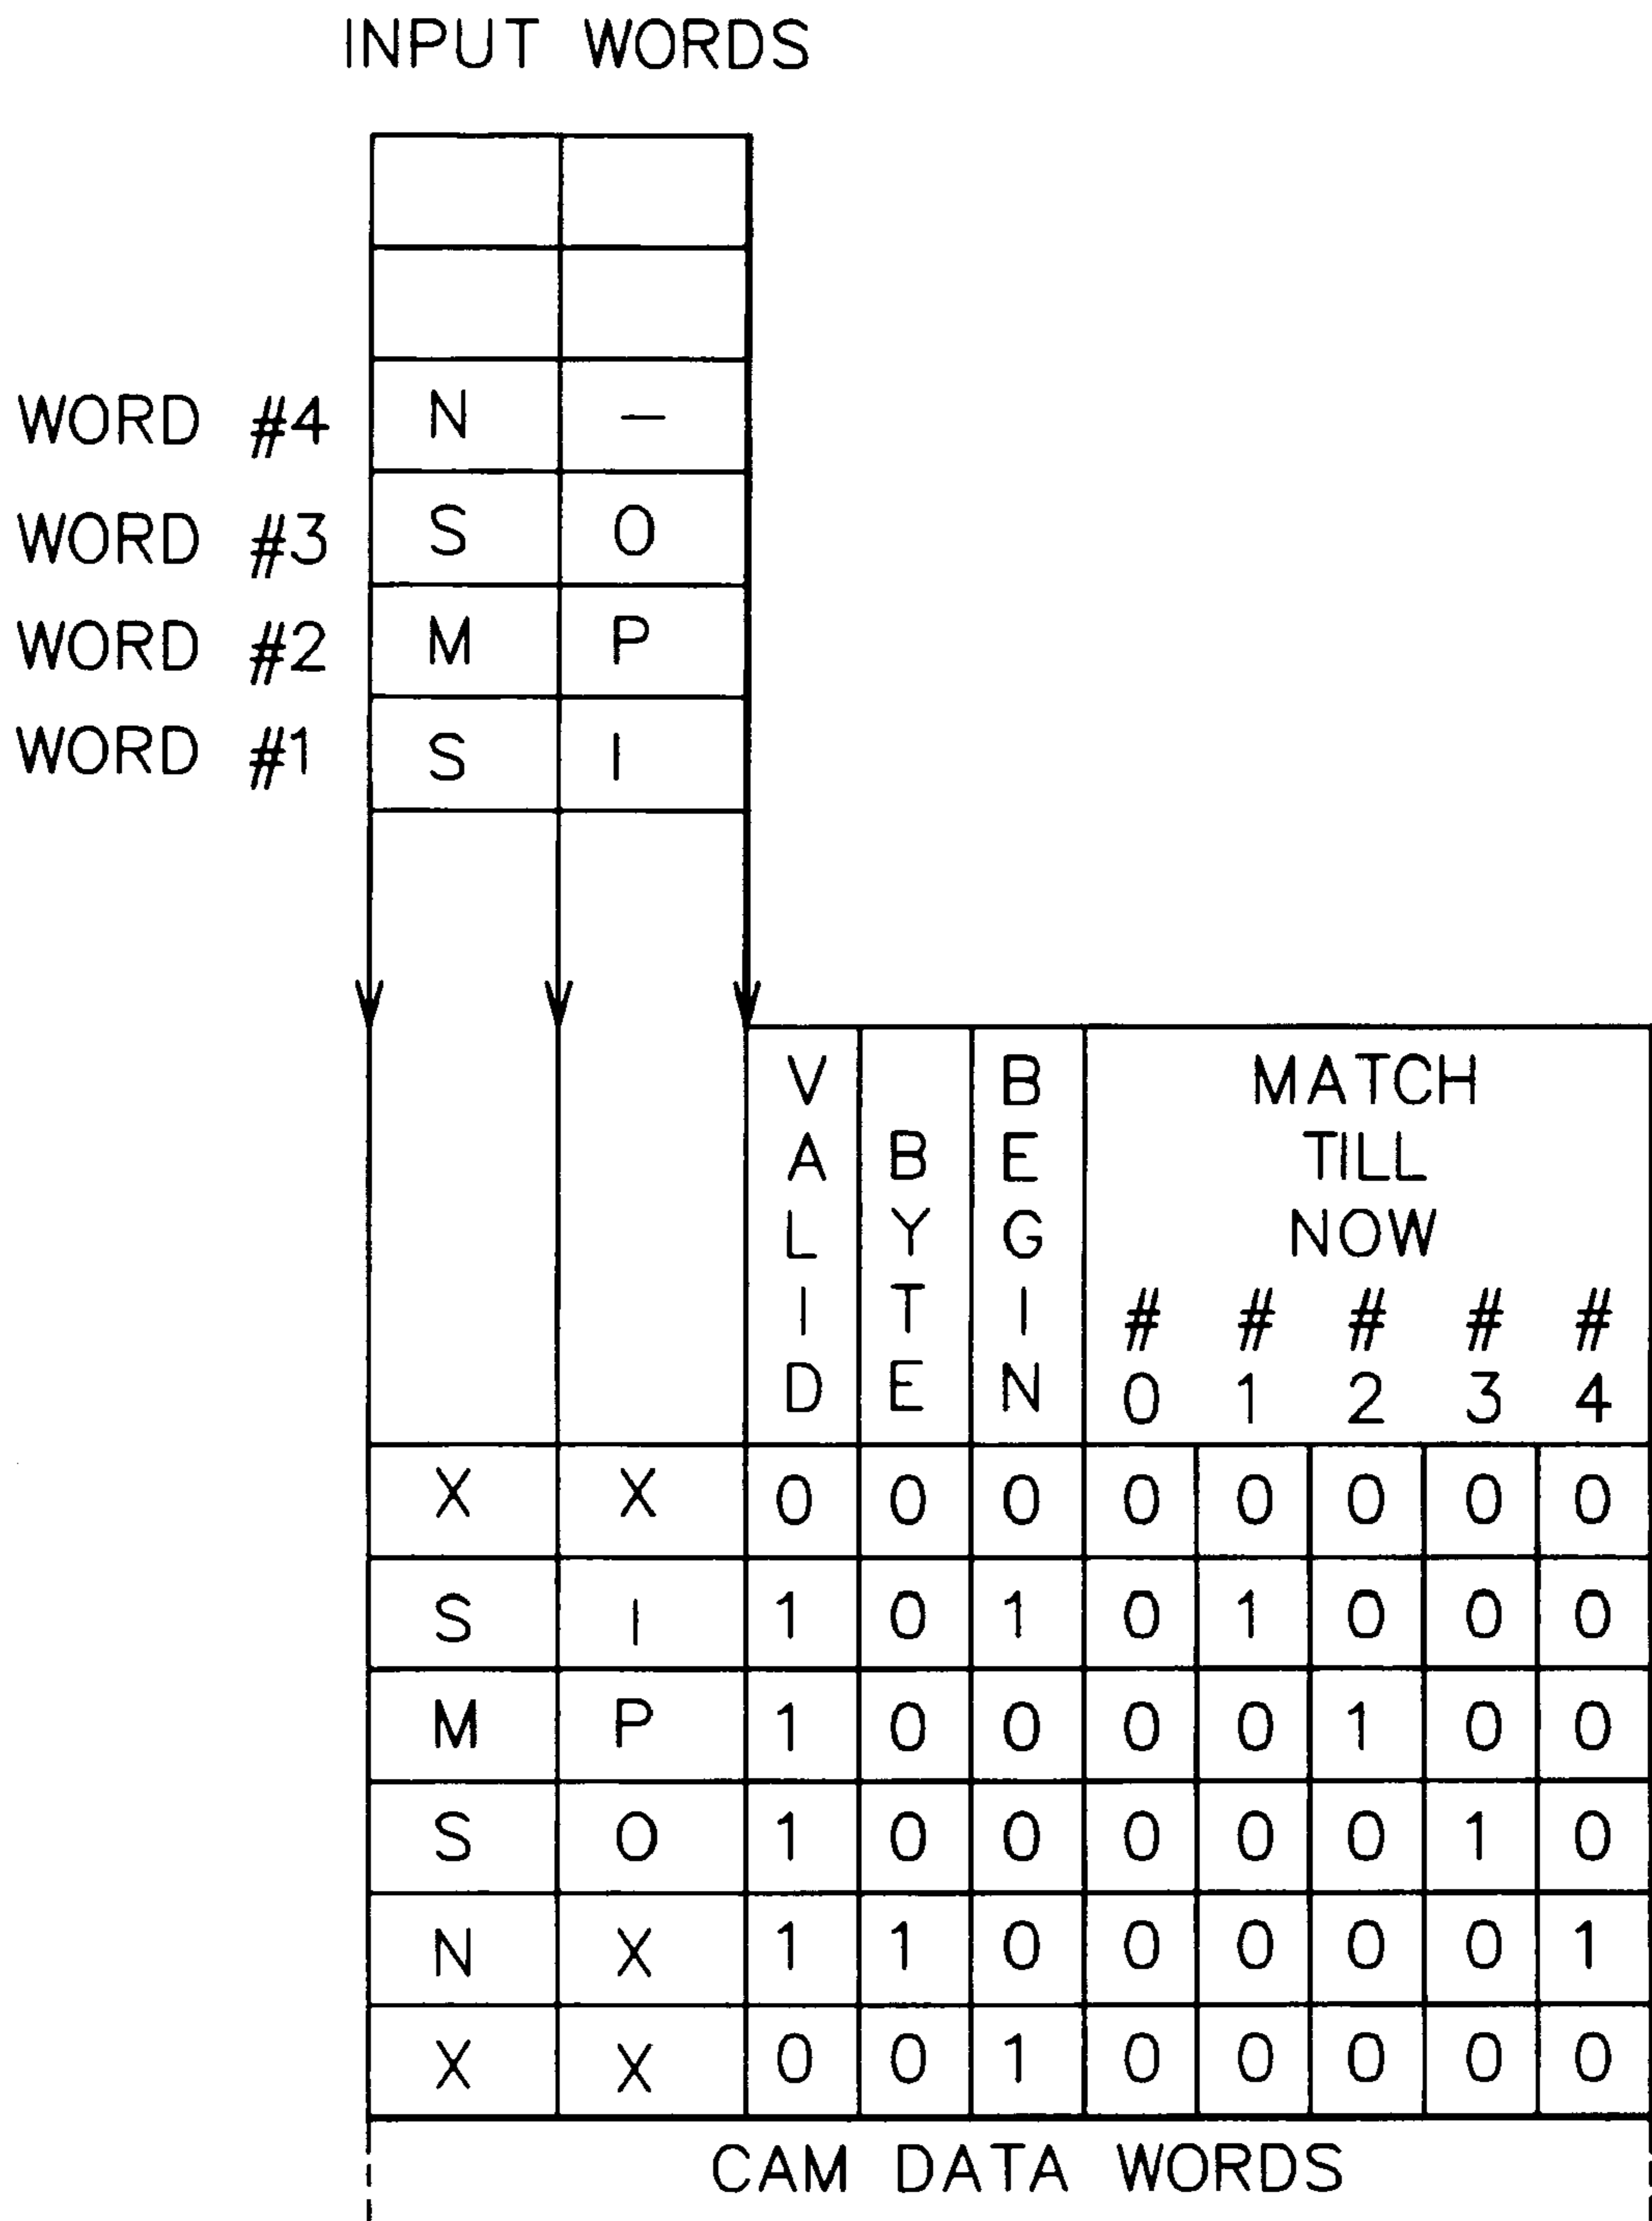 INPUT WORDS
WORD #4 N –
WORD #3 S O
WORD #2 M P
WORD #1 S I
VALID BYTE BEGIN MATCH
TILL
NOW
# # # # #
0 1 2 3 4
X X 0 0 0 0 0 0 0 0
S I 1 0 1 0 1 0 0 0
M P 1 0 0 0 0 1 0 0
S O 1 0 0 0 0 0 1 0
N X 1 1 0 0 0 0 0 1
X X 0 0 1 0 0 0 0 0
CAM DATA WORDS